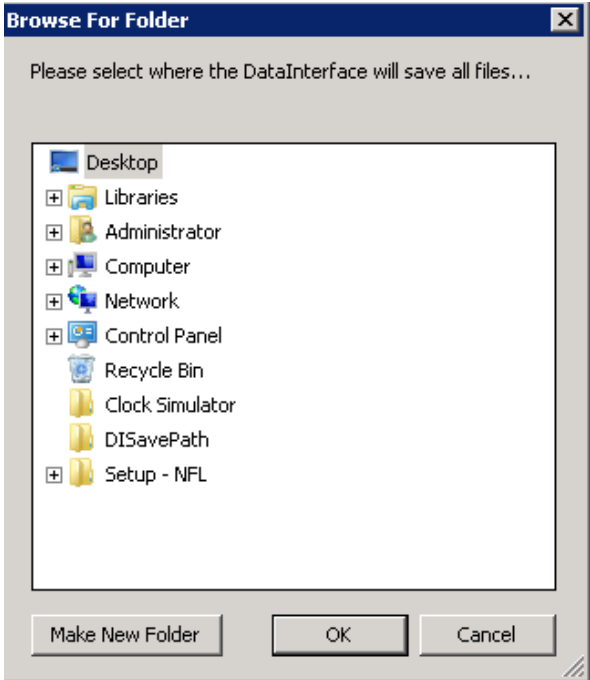 Browse For Folder
Please select where the DataInterface will save all files...
Desktop
Libraries
Administrator
Computer
Network
Control Panel
Recycle Bin
Clock Simulator
DISavePath
Setup - NFL
Make New Folder
OK
Cancel